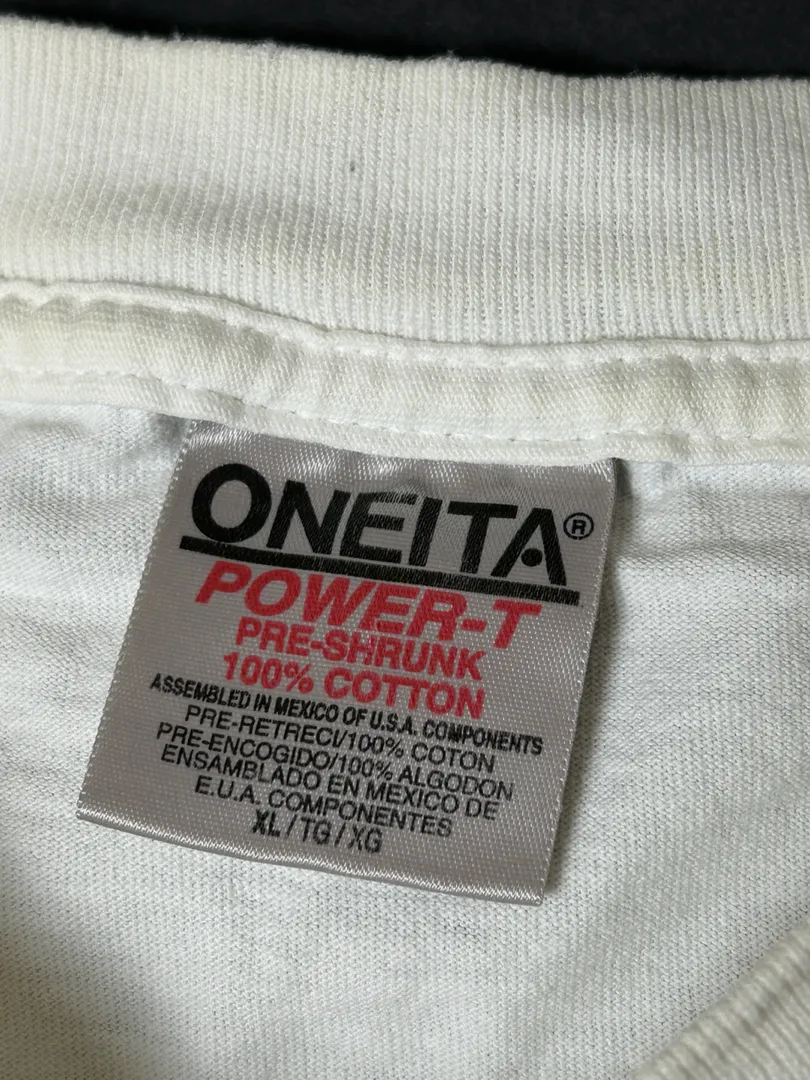 ONEITA®
POWER-T
PRE-SHRUNK
100% COTTON
ASSEMBLED IN MEXICO OF U.S.A. COMPONENTS
PRE-RETRECI/100% COTON
PRE-ENCOGIDO/100% ALGODON
ENSAMBLADO EN MEXICO DE
E.U.A. COMPONENTES
XL/TG/XG